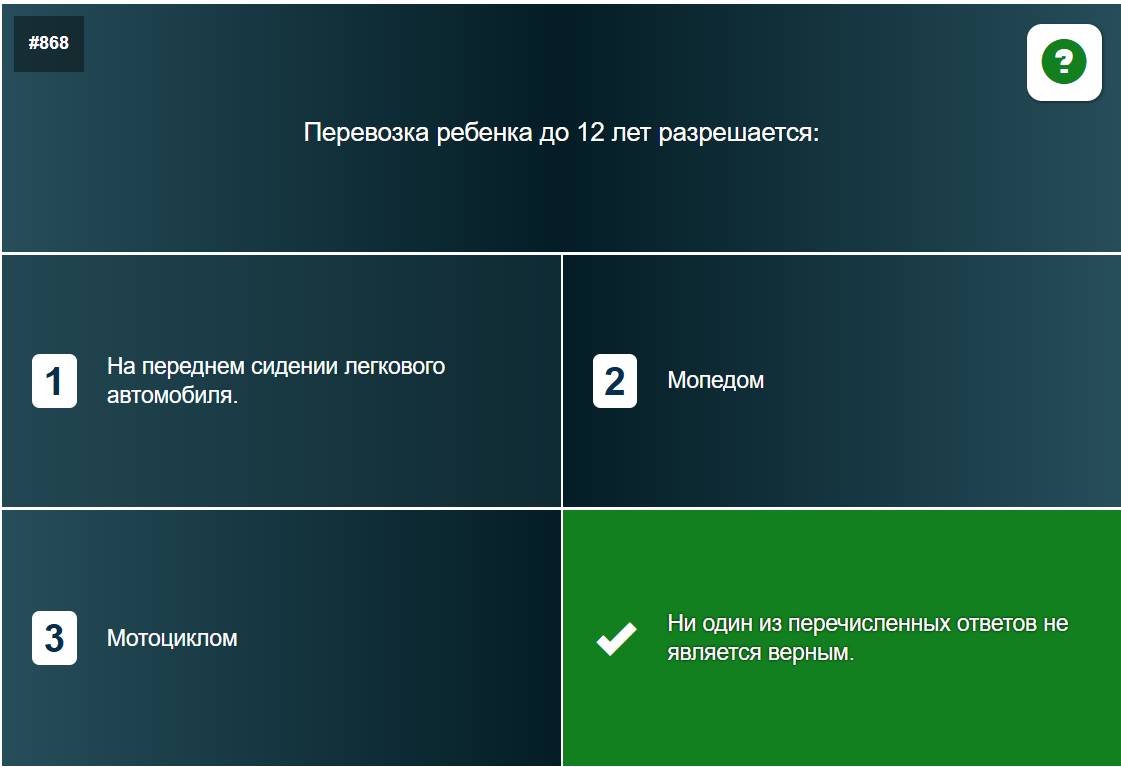 #868
?
Перевозка ребенка до 12 лет разрешается:
1
На переднем сидении легкового
автомобиля.
2
Мопедом
3
Мотоциклом
Ни один из перечисленных ответов не
является верным.